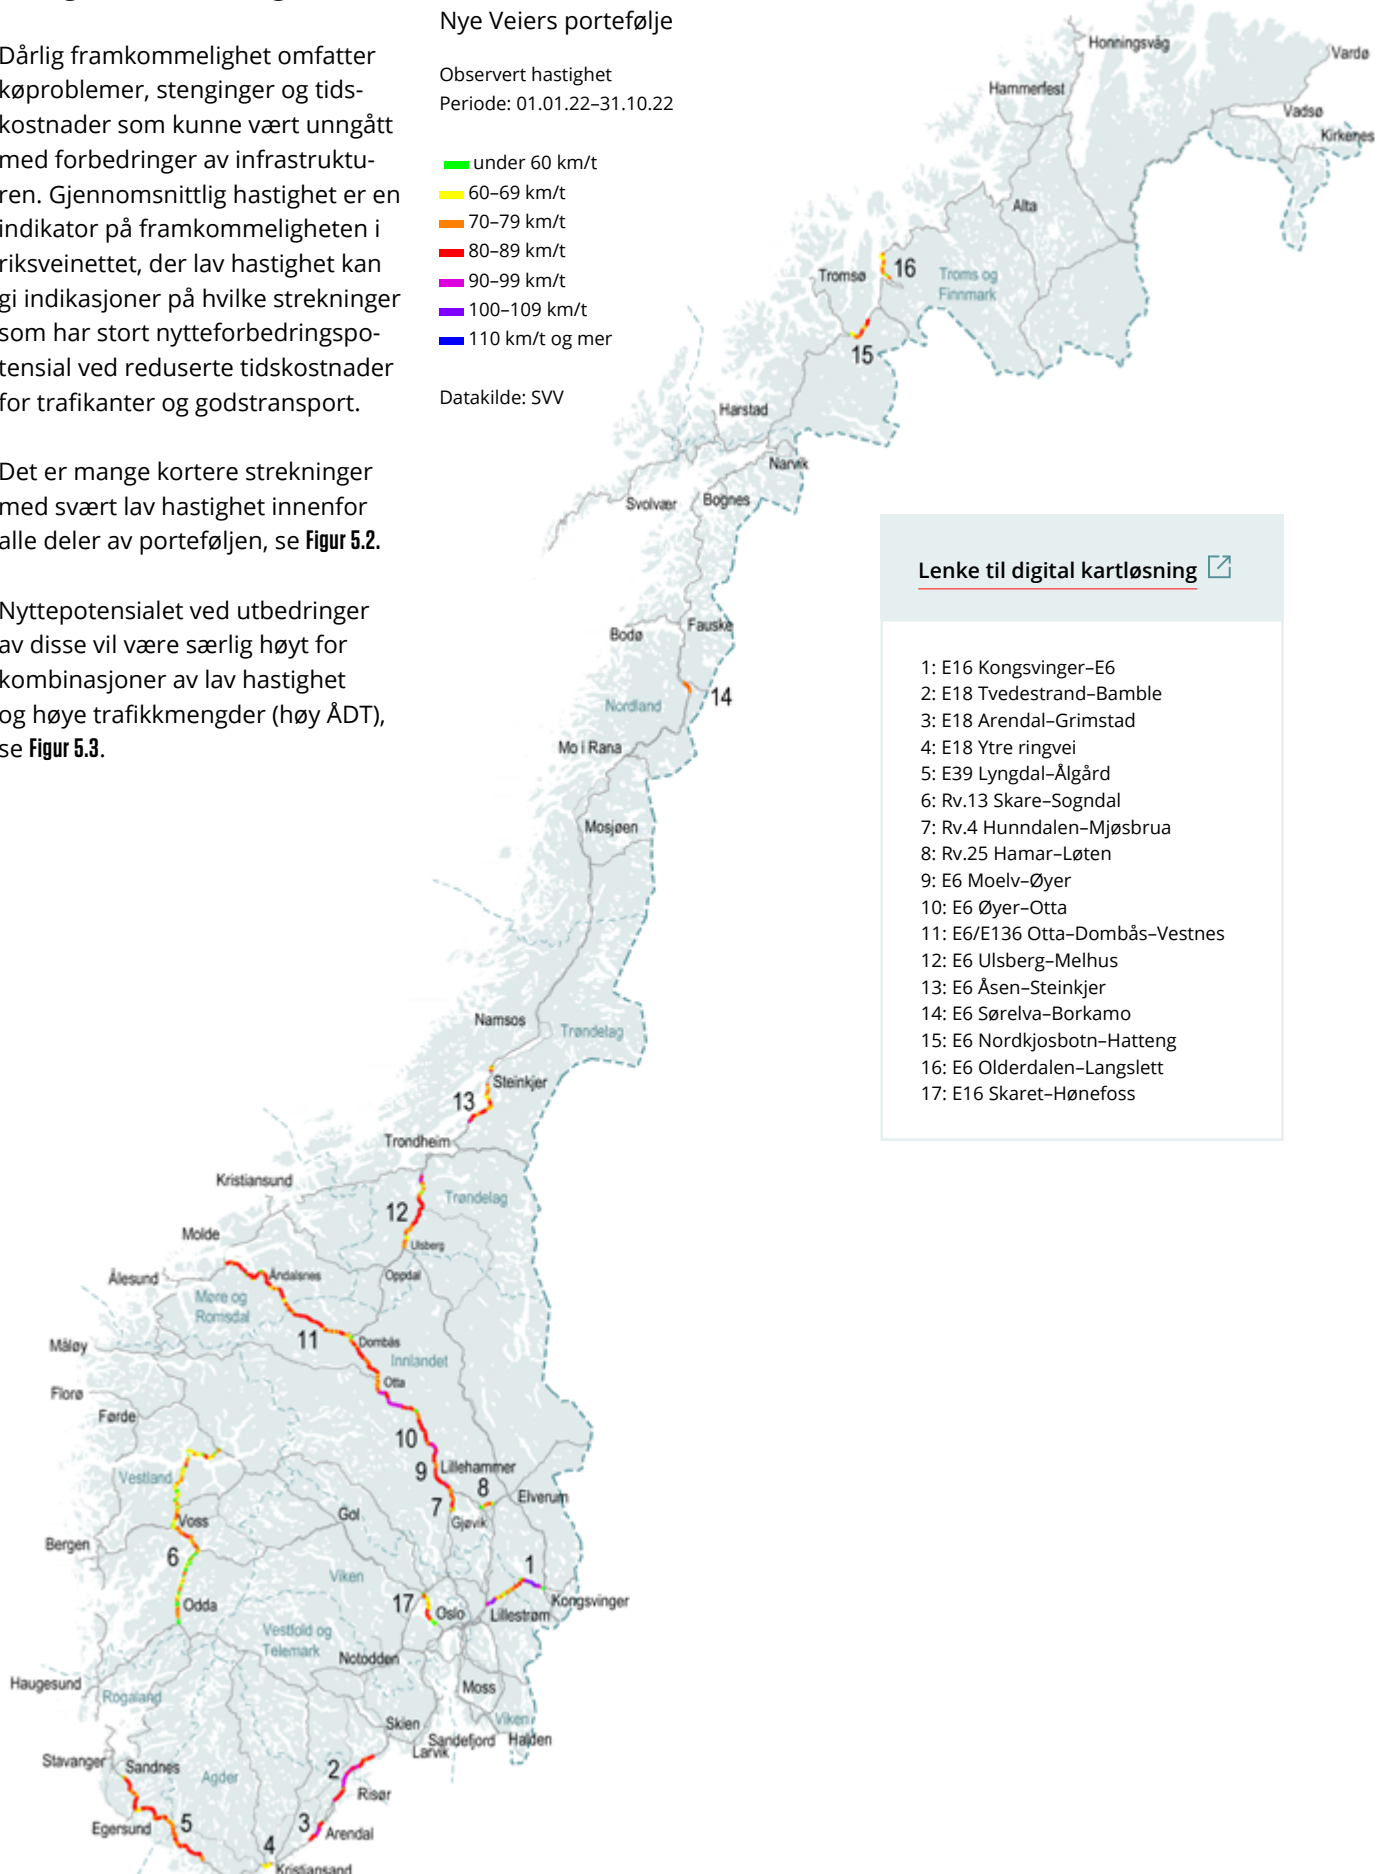 Dårlig framkommelighet omfatter
køproblemer, stenginger og tids-
kostnader som kunne vært unngått
med forbedringer av infrastruktu-
ren. Gjennomsnittlig hastighet er en
indikator på framkommeligheten i
riksveinettet, der lav hastighet kan
gi indikasjoner på hvilke strekninger
som har stort nytteforbedringspo-
tensial ved reduserte tidskostnader
for trafikanter og godstransport.
Det er mange kortere strekninger
med svært lav hastighet innenfor
alle deler av porteføljen, se Figur 5.2.
Nyttepotensialet ved utbedringer
av disse vil være særlig høyt for
kombinasjoner av lav hastighet
og høye trafikkmengder (høy ÅDT),
se Figur 5.3.
Nye Veiers portefølje
Observert hastighet
Periode: 01.01.22–31.10.22
under 60 km/t
60–69 km/t
70–79 km/t
80–89 km/t
90–99 km/t
100–109 km/t
110 km/t og mer
Datakilde: SVV
Honningsvåg
Vardø
Hammerfest
Vadsø
Kirkenes
Alta
Tromsø
16
Troms og
Finnmark
15
Harstad
Narvik
Svolvær
Bognes
Fauske
Bodø
14
Nordland
Mo i Rana
Mosjøen
Namsos
Trøndelag
Steinkjer
13
Trondheim
Kristiansund
Trøndelag
12
Molde
Ulsberg
Ålesund
Åndalsnes
Oppdal
Møre og
Romsdal
11
Dombås
Måløy
Innlandet
Otta
Florø
Førde
10
Lillehammer
9
Vestland
8
Elverum
7
Gjøvik
Gol
Voss
Bergen
6
1
Viken
Kongsvinger
17
Odda
Oslo
Lillestrøm
Vestfold og
Telemark
Notodden
Haugesund
Rogaland
Moss
Skien
Viken
Sandefjord
Halden
Larvik
Stavanger
Sandnes
Agder
2
Risør
Egersund
5
3
Arendal
4
Kristiansand
Lenke til digital kartløsning
1: E16 Kongsvinger–E6
2: E18 Tvedestrand–Bamble
3: E18 Arendal–Grimstad
4: E18 Ytre ringvei
5: E39 Lyngdal–Ålgård
6: Rv.13 Skare–Sogndal
7: Rv.4 Hunndalen–Mjøsbrua
8: Rv.25 Hamar–Løten
9: E6 Moelv–Øyer
10: E6 Øyer–Otta
11: E6/E136 Otta–Dombås–Vestnes
12: E6 Ulsberg–Melhus
13: E6 Åsen–Steinkjer
14: E6 Sørelva–Borkamo
15: E6 Nordkjosbotn–Hatteng
16: E6 Olderdalen–Langslett
17: E16 Skaret–Hønefoss